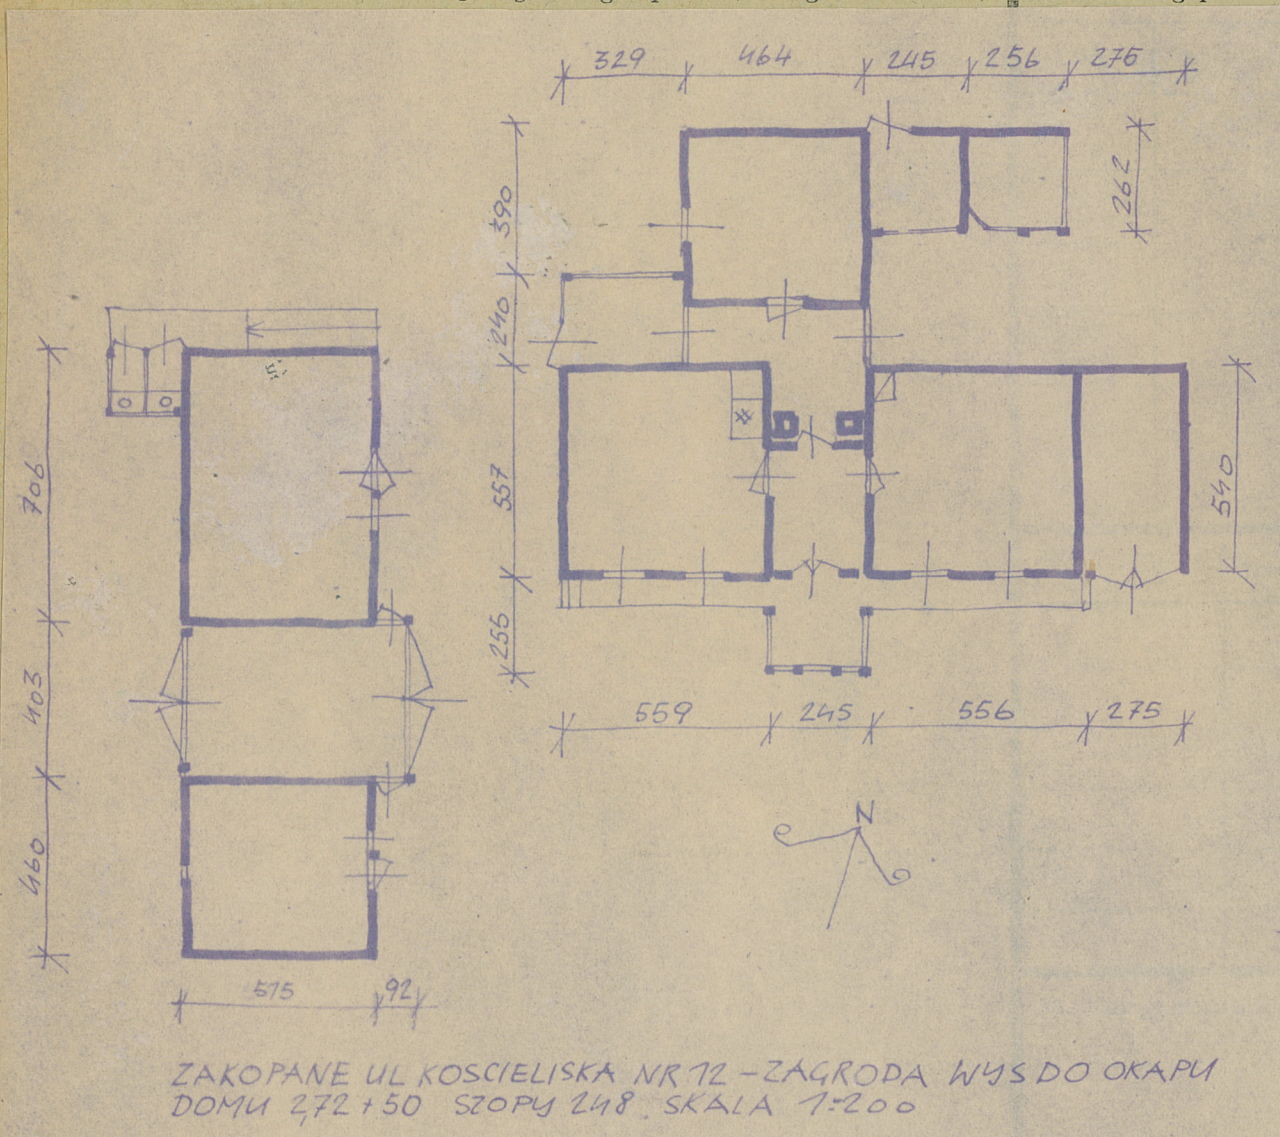 329 464 245 256 275
390
262
240
706
557
540
255
403
559 245 556 275
N
460
515 92
ZAKOPANE UL KOSCIELISKA NR 12 – ZAGRODA WYS DO OKAPU
DOMU 2,72 + 50 SZOPY 248. SKALA 1:200